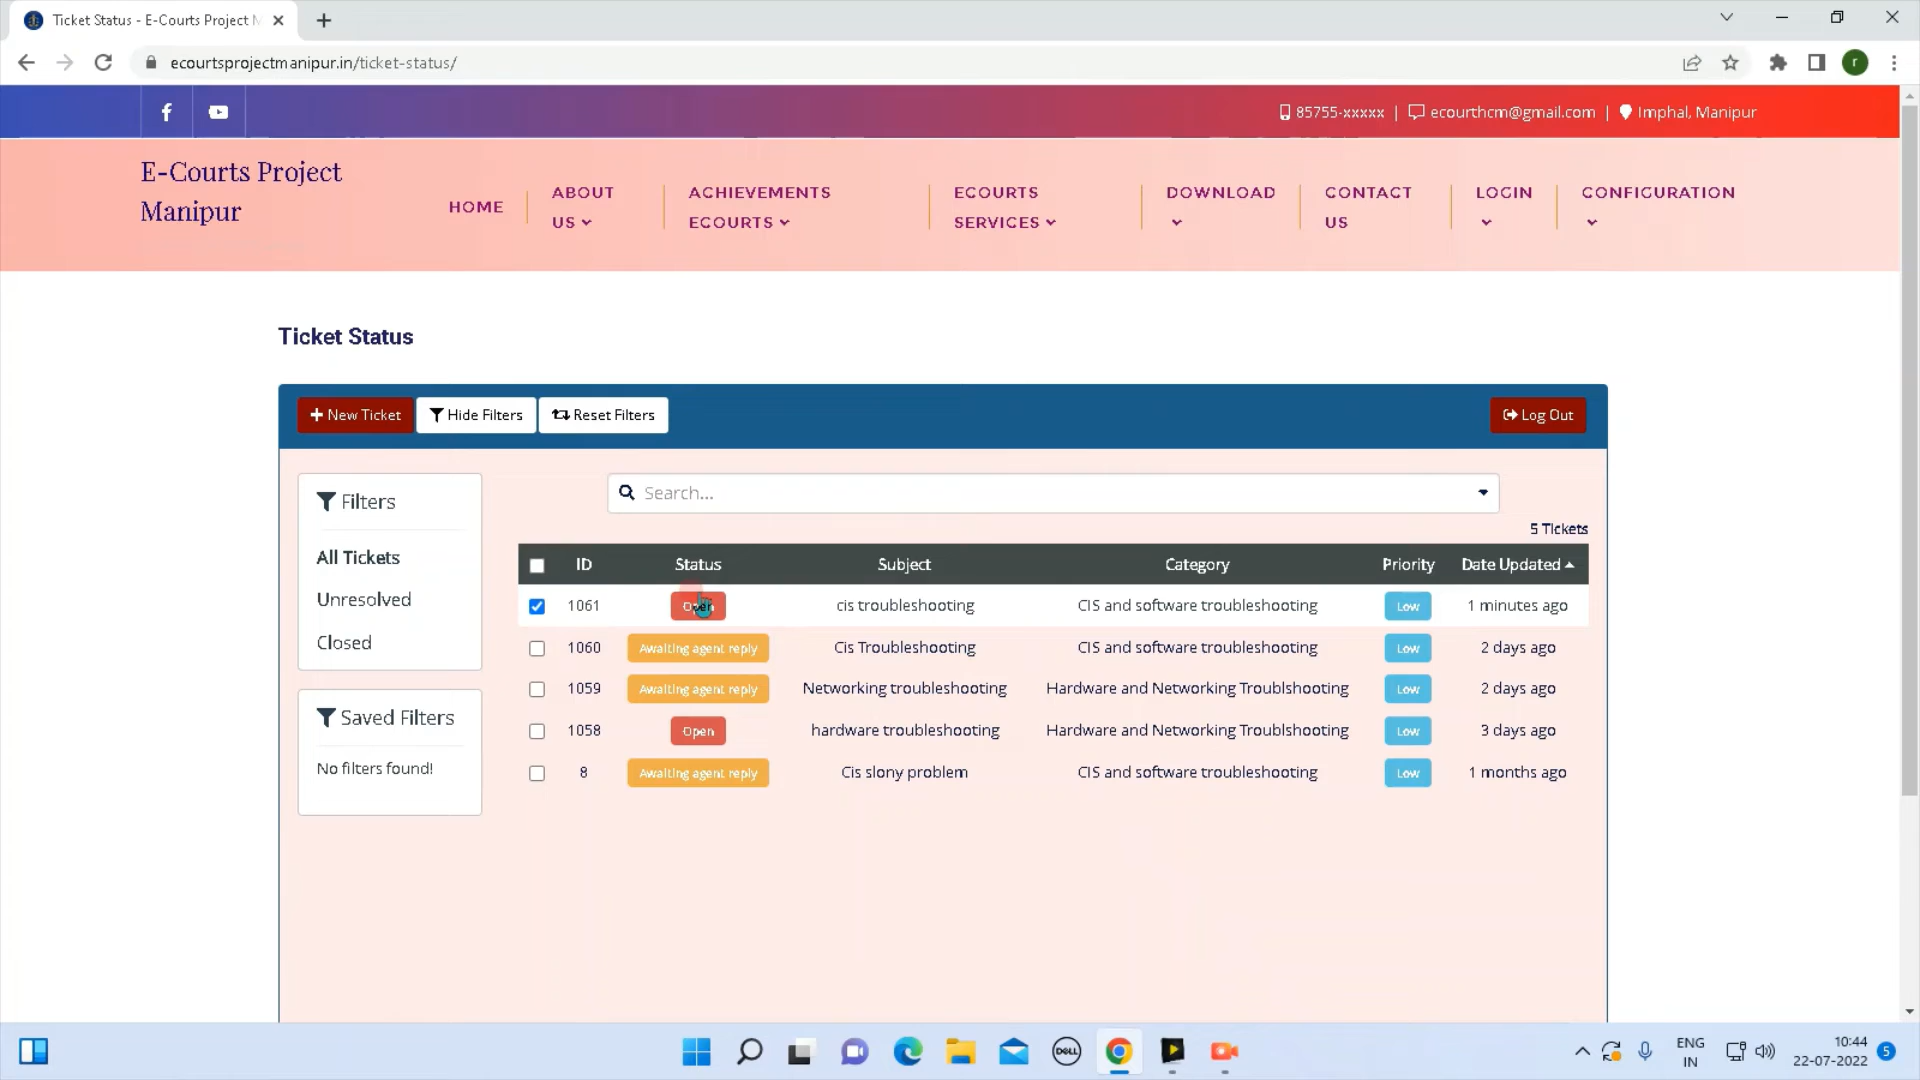 Ticket Status - E-Courts Project M
ecourtsprojectmanipur.in/ticket-status/
r
85755-xxxxx | ecourthcm@gmail.com | Imphal, Manipur
E-Courts Project
Manipur
HOME
ABOUT
US
ACHIEVEMENTS
ECOURTS
ECOURTS
SERVICES
DOWNLOAD
CONTACT
US
LOGIN
CONFIGURATION
Ticket Status
New Ticket
Hide Filters
Reset Filters
Log Out
Filters
All Tickets
Unresolved
Closed
Saved Filters
No filters found!
Search...
5 Tickets
ID Status Subject Category Priority Date Updated
1061 Open cis troubleshooting CIS and software troubleshooting Low 1 minutes ago
1060 Awaiting agent reply Cis Troubleshooting CIS and software troubleshooting Low 2 days ago
1059 Awaiting agent reply Networking troubleshooting Hardware and Networking Troublshooting Low 2 days ago
1058 Open hardware troubleshooting Hardware and Networking Troublshooting Low 3 days ago
8 Awaiting agent reply Cis slony problem CIS and software troubleshooting Low 1 months ago
DELL
ENG
IN
10:44
22-07-2022
5